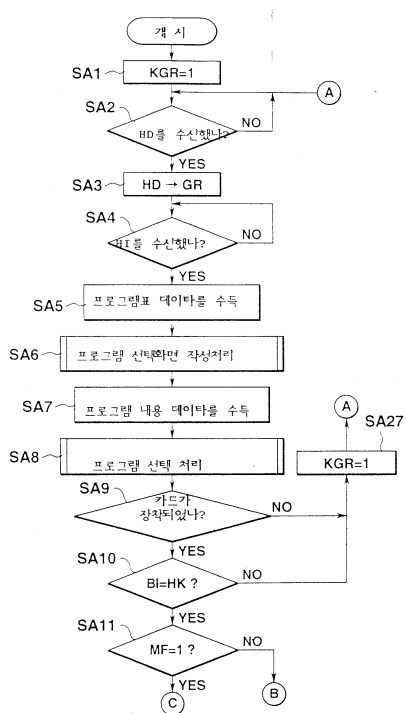 개 시
SA1
KGR=1
A
SA2
HD를 수신했나?
NO
YES
SA3
HD → GR
SA4
HI를 수신했나?
NO
YES
SA5
프로그램표 데이타를 수득
SA6
프로그램 선택화면 작성처리
SA7
프로그램 내용 데이타를 수득
A
SA27
SA8
프로그램 선택 처리
KGR=1
SA9
카드가
장착되었나?
NO
YES
SA10
BI=HK ?
NO
YES
SA11
MF=1 ?
NO
YES
C
B